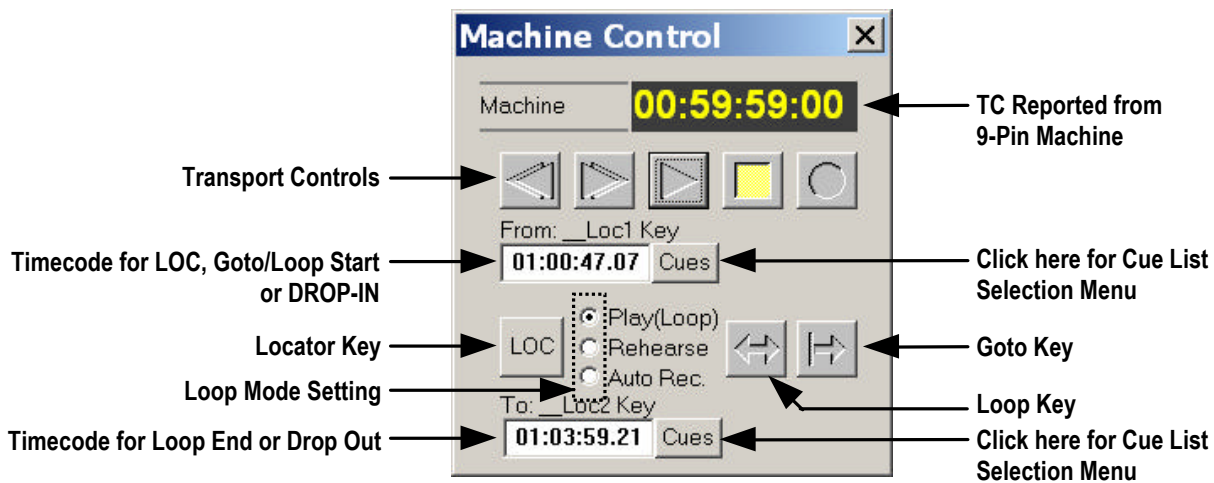 Machine Control
Machine 00:59:59:00
TC Reported from
9-Pin Machine
Transport Controls
From: __Loc1 Key
Timecode for LOC, Goto/Loop Start
or DROP-IN
01:00:47.07 Cues
Click here for Cue List
Selection Menu
Locator Key
LOC
Play(Loop)
Rehearse
Auto Rec.
Goto Key
Loop Mode Setting
Loop Key
To: __Loc2 Key
Timecode for Loop End or Drop Out
01:03:59.21 Cues
Click here for Cue List
Selection Menu